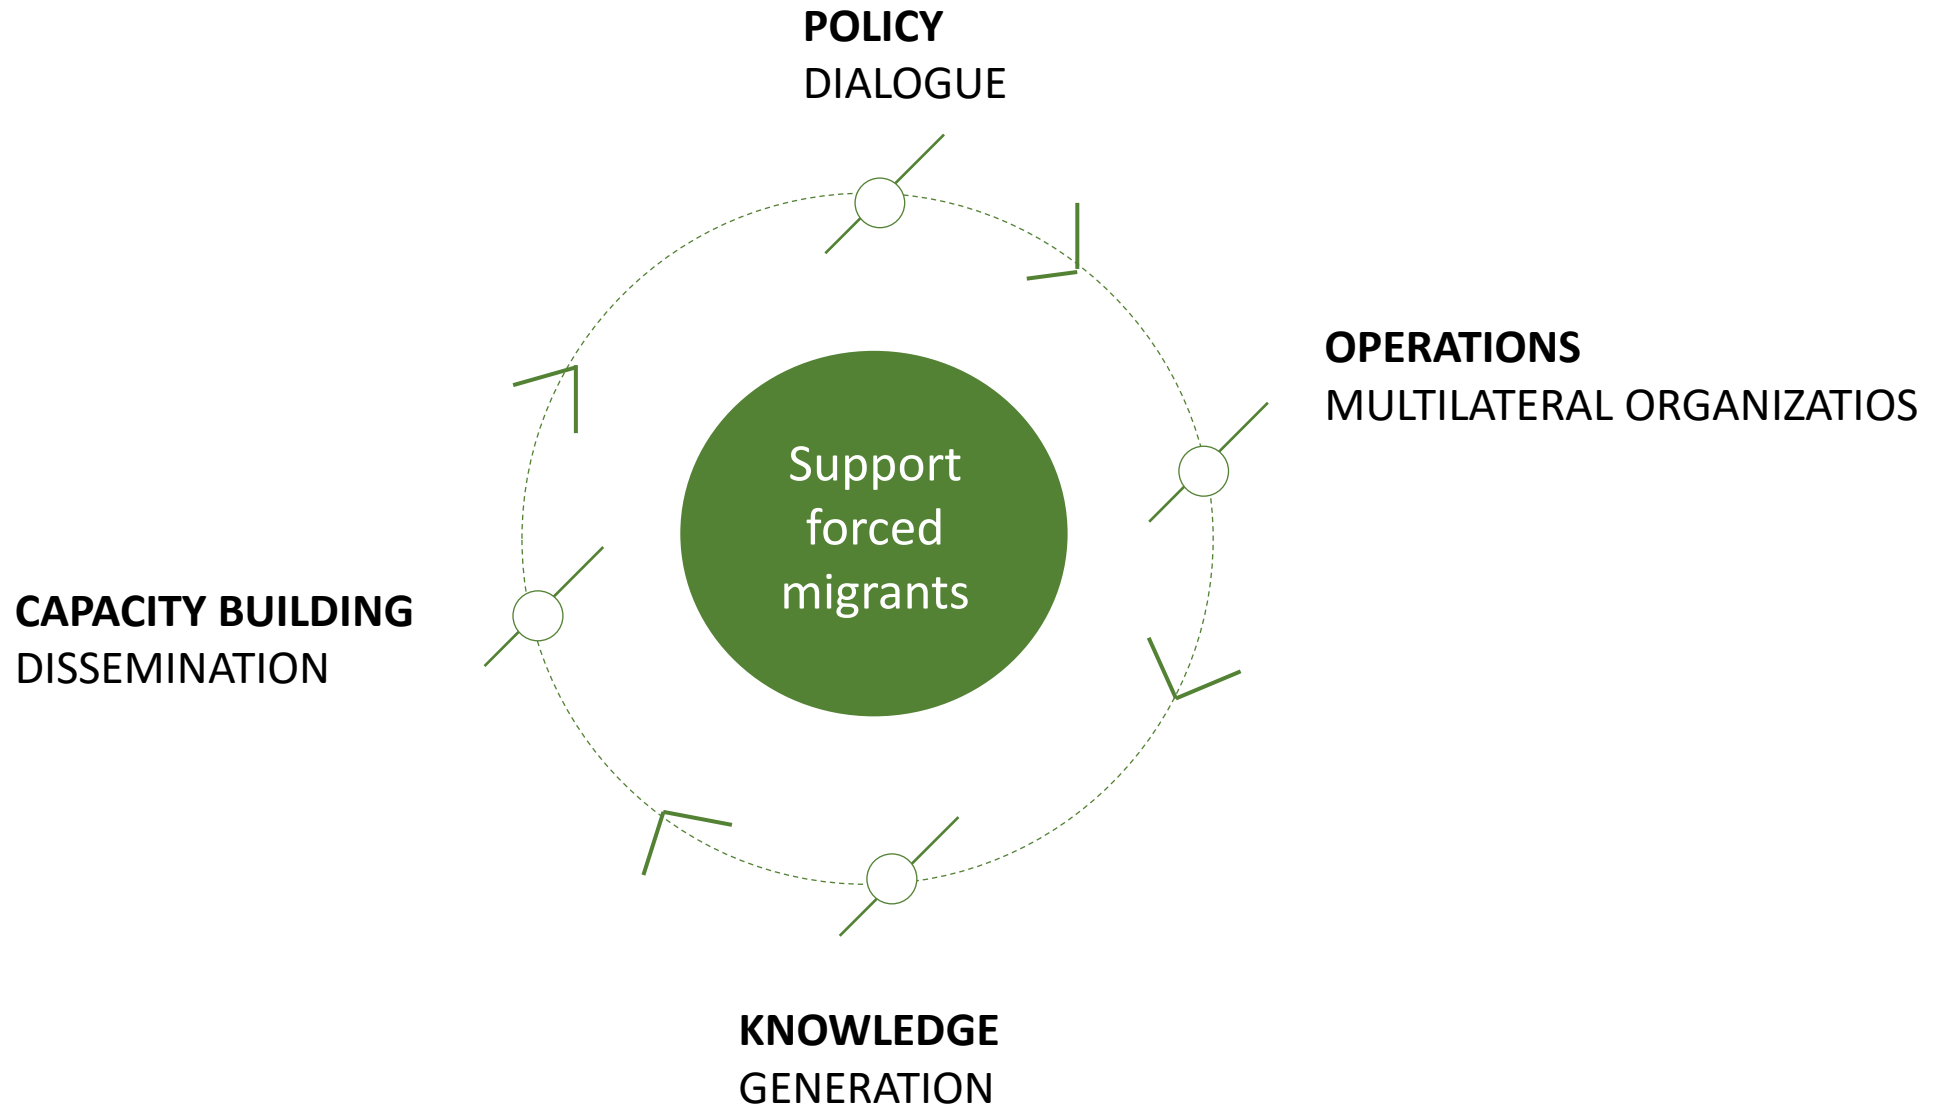 POLICY
DIALOGUE
OPERATIONS
MULTILATERAL ORGANIZATIOS
Support
forced
migrants
CAPACITY BUILDING
DISSEMINATION
KNOWLEDGE
GENERATION